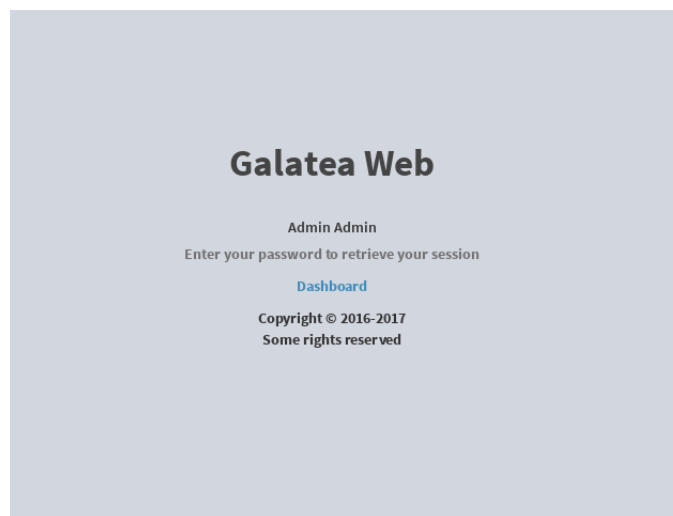 Galatea Web
Admin Admin
Enter your password to retrieve your session
Dashboard
Copyright © 2016-2017
Some rights reserved